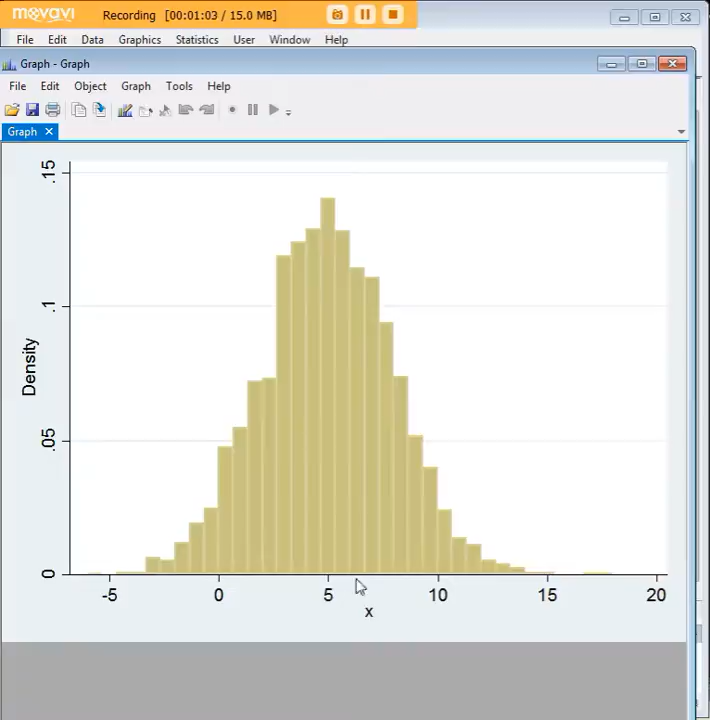 movavi Recording [00:01:03 / 15.0 MB]
File Edit Data Graphics Statistics User Window Help
Graph - Graph
File Edit Object Graph Tools Help
Graph
.15
.1
.05
0
Density
-5 0 5 10 15 20
x